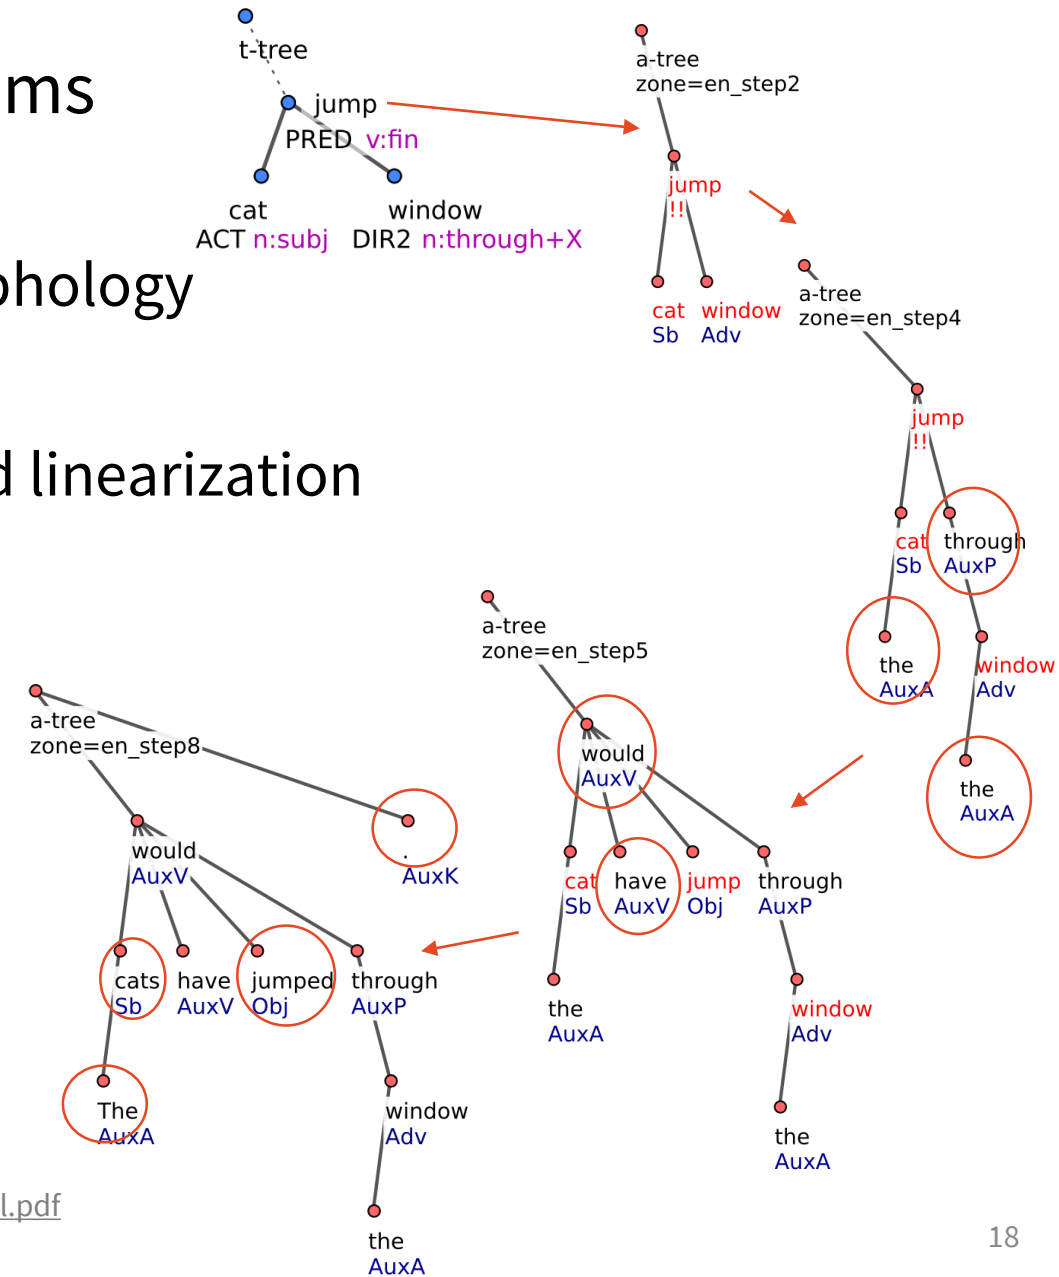 ms
phology
d linearization
t-tree
jump
PRED v:fin
cat
ACT n:subj
window
DIR2 n:through+X
a-tree
zone=en_step2
jump
!!
cat
Sb
window
Adv
a-tree
zone=en_step4
jump
!!
cat
Sb
through
AuxP
the
AuxA
window
Adv
the
AuxA
a-tree
zone=en_step5
would
AuxV
cat
Sb
have
AuxV
jump
Obj
through
AuxP
the
AuxA
window
Adv
the
AuxA
a-tree
zone=en_step8
would
AuxV
.
AuxK
cats
Sb
have
AuxV
jumped
Obj
through
AuxP
The
AuxA
window
Adv
the
AuxA
l.pdf
18